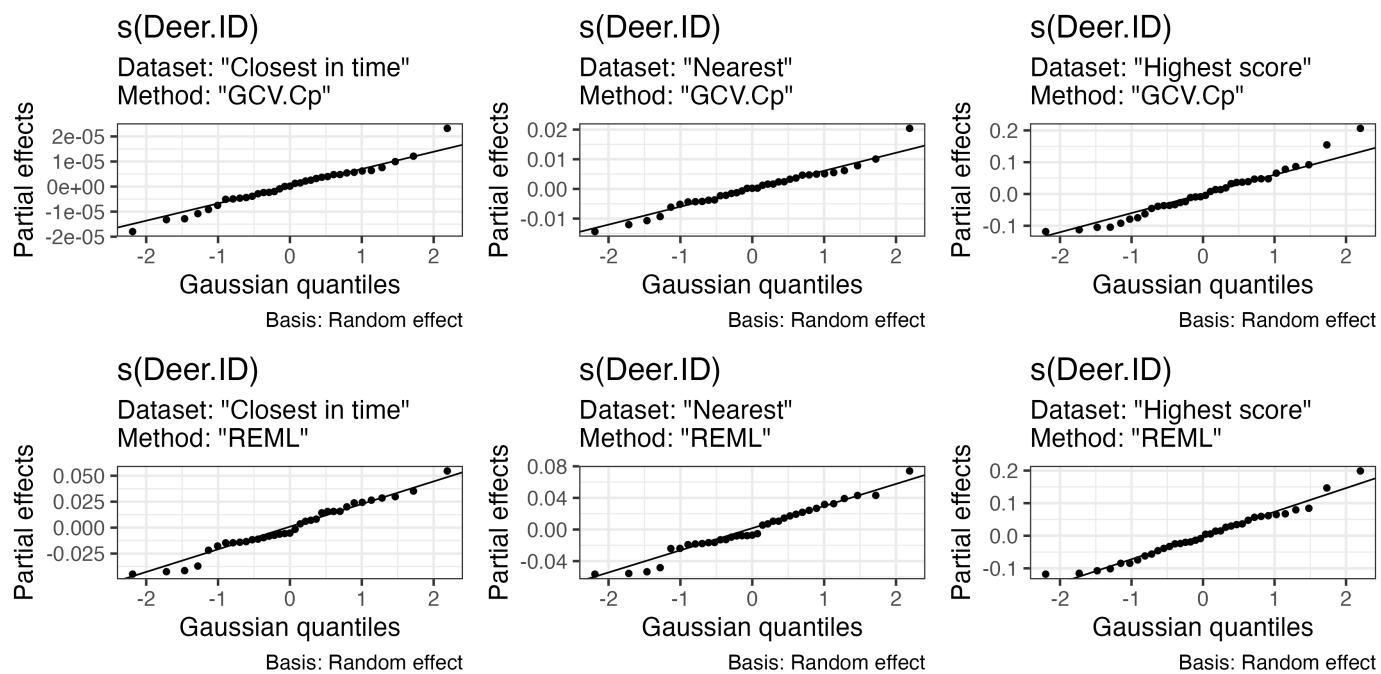 s(Deer.ID)
Dataset: "Closest in time"
Method: "GCV.Cp"
Partial effects
2e-05
1e-05
0e+00
-1e-05
-2e-05
-2 -1 0 1 2
Gaussian quantiles
Basis: Random effect
s(Deer.ID)
Dataset: "Nearest"
Method: "GCV.Cp"
Partial effects
0.02
0.01
0.00
-0.01
-2 -1 0 1 2
Gaussian quantiles
Basis: Random effect
s(Deer.ID)
Dataset: "Highest score"
Method: "GCV.Cp"
Partial effects
0.2
0.1
0.0
-0.1
-2 -1 0 1 2
Gaussian quantiles
Basis: Random effect
s(Deer.ID)
Dataset: "Closest in time"
Method: "REML"
Partial effects
0.050
0.025
0.000
-0.025
-2 -1 0 1 2
Gaussian quantiles
Basis: Random effect
s(Deer.ID)
Dataset: "Nearest"
Method: "REML"
Partial effects
0.08
0.04
0.00
-0.04
-2 -1 0 1 2
Gaussian quantiles
Basis: Random effect
s(Deer.ID)
Dataset: "Highest score"
Method: "REML"
Partial effects
0.2
0.1
0.0
-0.1
-2 -1 0 1 2
Gaussian quantiles
Basis: Random effect